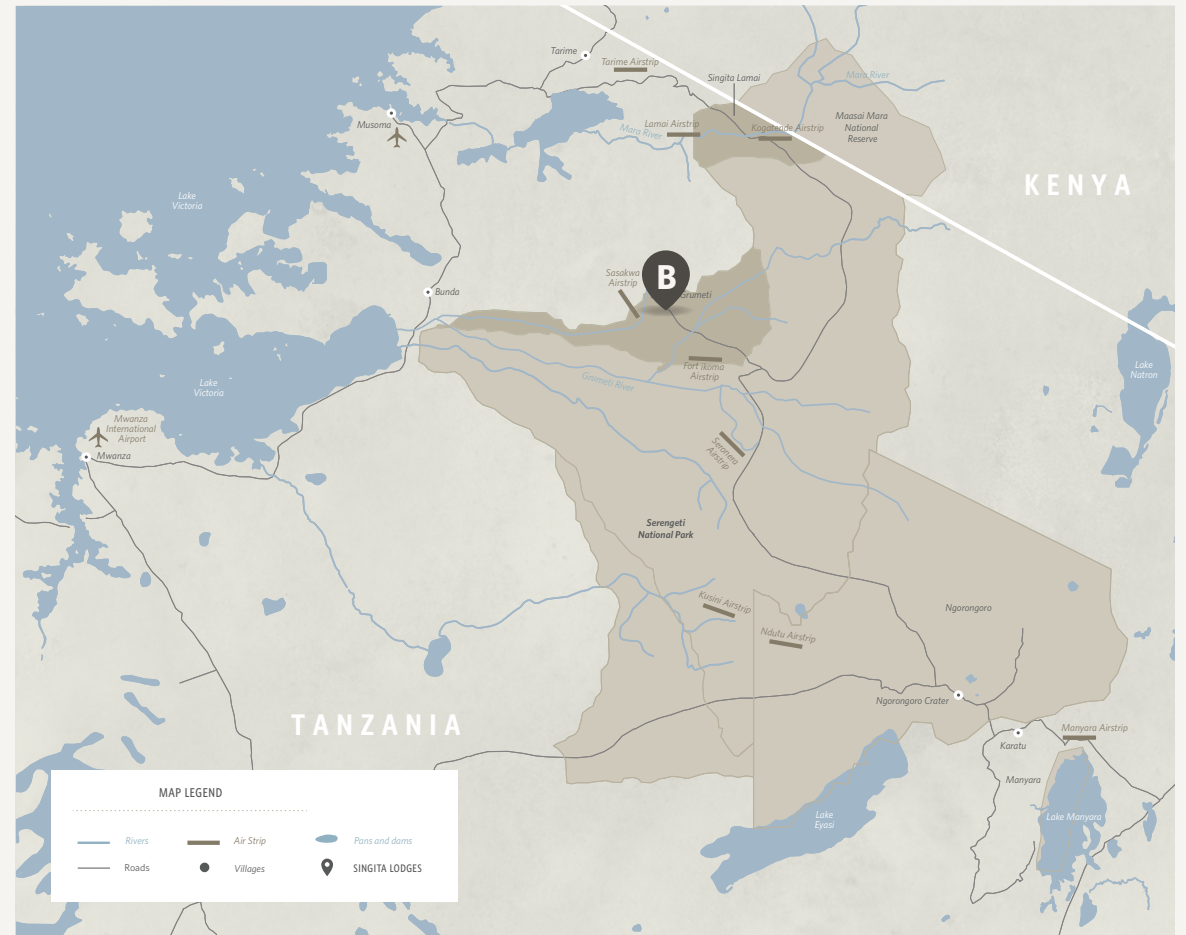 Tarime
Tarime Airstrip
Singita Lamai
Mara River
Musoma
Mara River
Lamai Airstrip
Kogatende Airstrip
Maasai Mara
National
Reserve
KENYA
Lake
Victoria
Sasakwa
Airstrip
B
Grumeti
Bunda
Lake
Victoria
Grumeti River
Fort Ikoma
Airstrip
Lake
Natron
Mwanza
International
Airport
Mwanza
Seronera
Airstrip
Serengeti
National Park
Kusini Airstrip
Ndutu Airstrip
Ngorongoro
Ngorongoro Crater
TANZANIA
Karatu
Manyara Airstrip
Manyara
Lake Manyara
Lake
Eyasi
MAP LEGEND
Rivers
Air Strip
Pans and dams
Roads
Villages
SINGITA LODGES